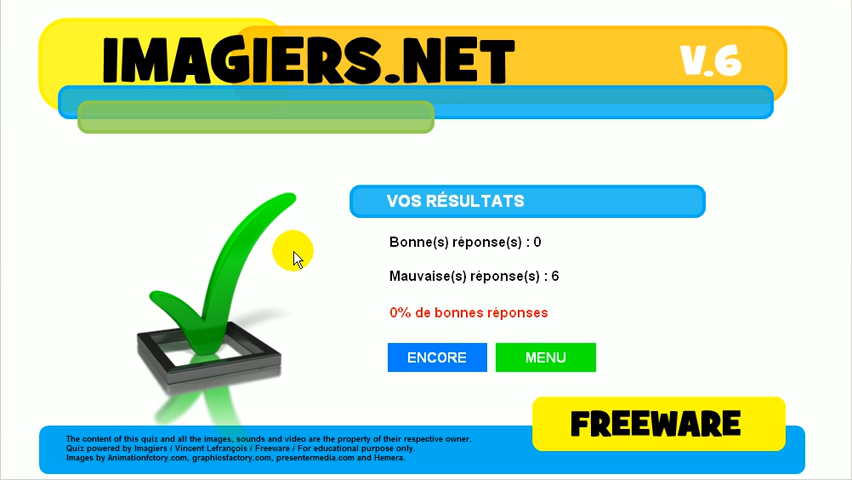 IMAGIERS.NET
V.6
VOS RÉSULTATS
Bonne(s) réponse(s) : 0
Mauvaise(s) réponse(s) : 6
0% de bonnes réponses
ENCORE
MENU
FREEWARE
The content of this quiz and all the images, sounds and video are the property of their respective owner.
Quiz powered by Imagiers / Vincent Lefrançois / Freeware / For educational purpose only.
Images by Animationfctory.com, graphicsfactory.com, presentermedia.com and Hemera.